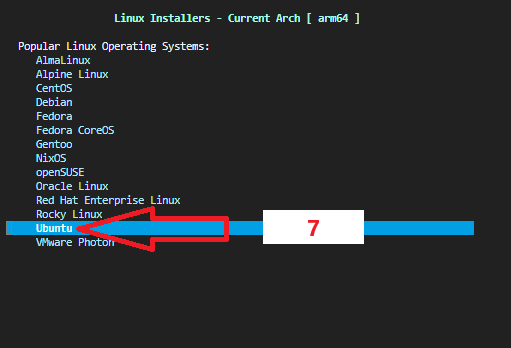 Linux Installers - Current Arch [ arm64 ]
Popular Linux Operating Systems:
AlmaLinux
Alpine Linux
CentOS
Debian
Fedora
Fedora CoreOS
Gentoo
NixOS
openSUSE
Oracle Linux
Red Hat Enterprise Linux
Rocky Linux
Ubuntu
7
VMware Photon